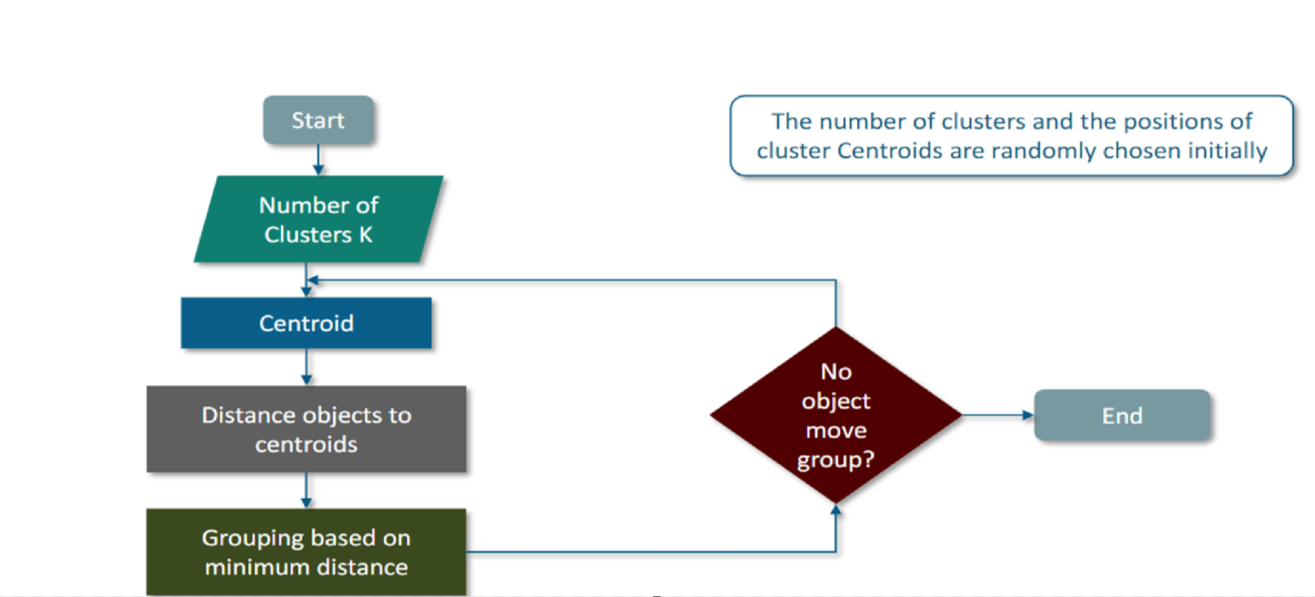 Start
The number of clusters and the positions of
cluster Centroids are randomly chosen initially
Number of
Clusters K
Centroid
Distance objects to
centroids
Grouping based on
minimum distance
No
object
move
group?
End